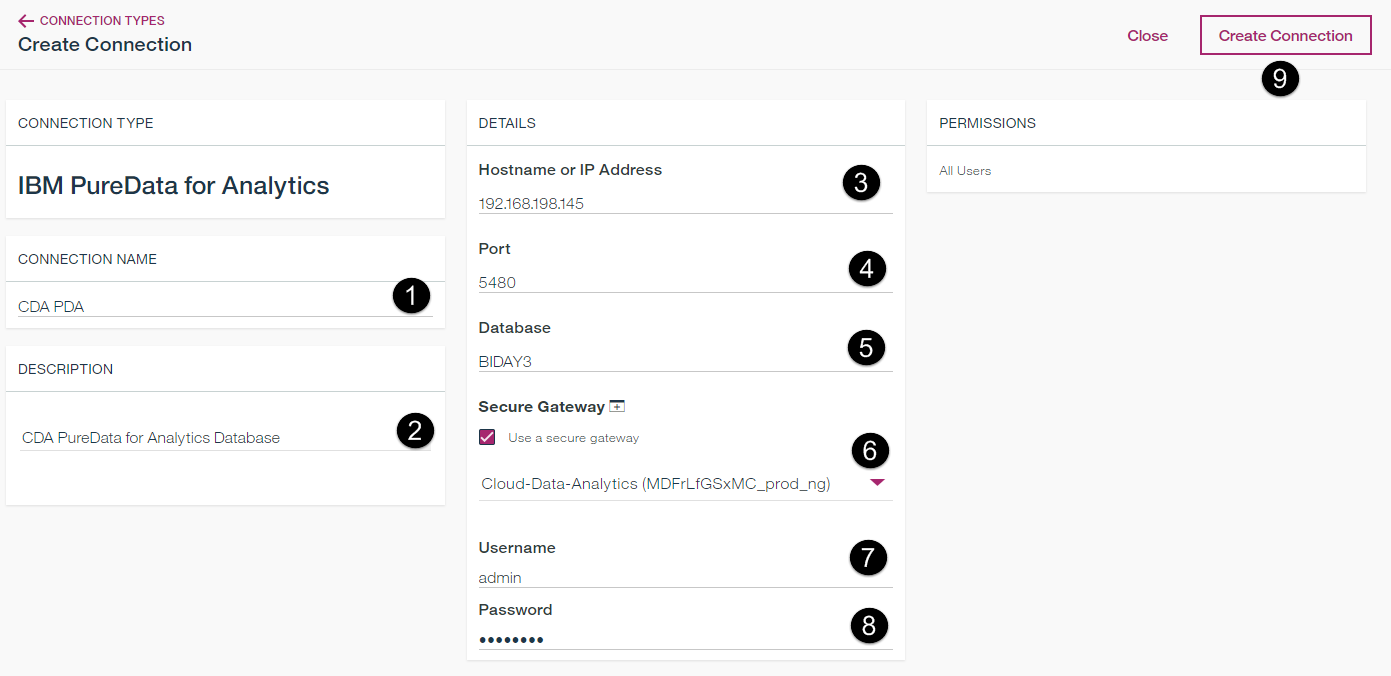 CONNECTION TYPES
Create Connection
Close
Create Connection
9
CONNECTION TYPE
IBM PureData for Analytics
CONNECTION NAME
CDA PDA
1
DESCRIPTION
CDA PureData for Analytics Database
2
DETAILS
Hostname or IP Address
3
192.168.198.145
Port
4
5480
Database
5
BIDAY3
Secure Gateway
Use a secure gateway
6
Cloud-Data-Analytics (MDFrLfGSxMC_prod_ng)
Username
7
admin
Password
8
••••••••
PERMISSIONS
All Users